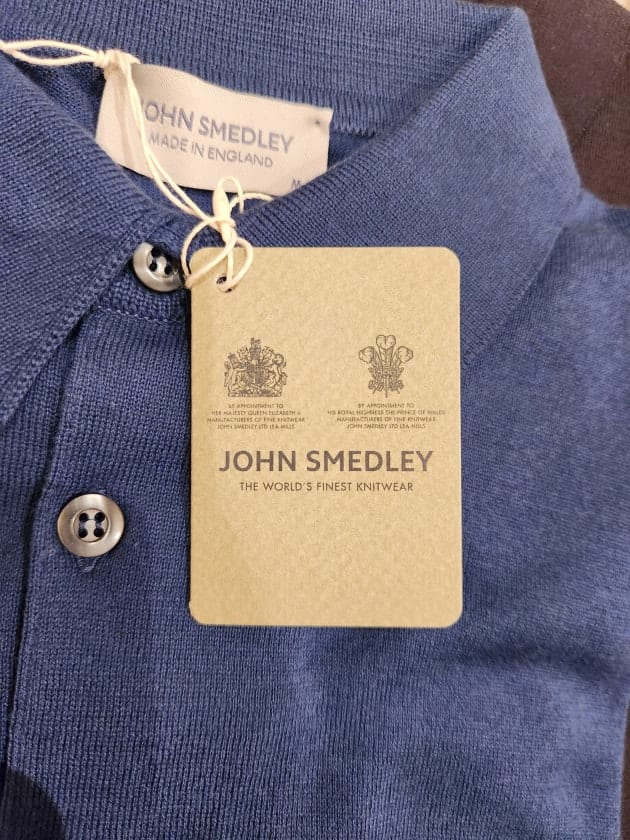 JOHN SMEDLEY
MADE IN ENGLAND
M
BY APPOINTMENT TO
HER MAJESTY QUEEN ELIZABETH II
MANUFACTURERS OF FINE KNITWEAR
JOHN SMEDLEY LTD LEA MILLS
BY APPOINTMENT TO
HIS ROYAL HIGHNESS THE PRINCE OF WALES
MANUFACTURERS OF FINE KNITWEAR
JOHN SMEDLEY LTD LEA MILLS
JOHN SMEDLEY
THE WORLD'S FINEST KNITWEAR